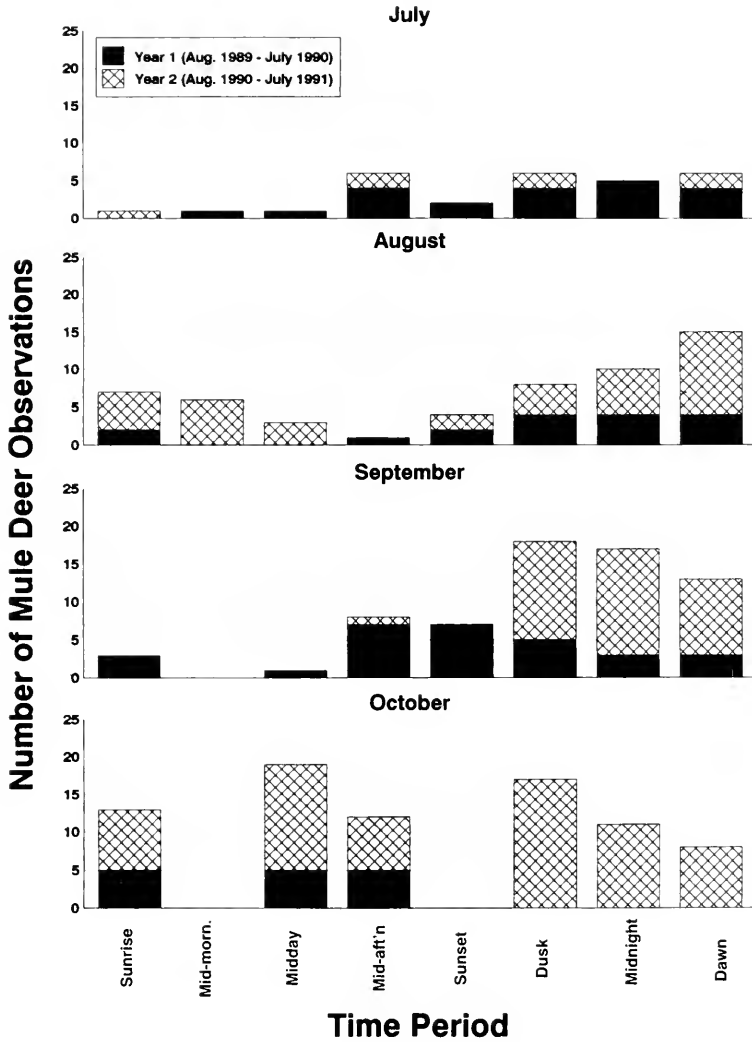 July
25
20
15
10
5
0
Year 1 (Aug. 1989 - July 1990)
Year 2 (Aug. 1990 - July 1991)
August
25
20
15
10
5
0
September
25
20
15
10
5
0
October
25
20
15
10
5
0
Number of Mule Deer Observations
Sunrise
Mid-morn.
Midday
Mid-aft'n
Sunset
Dusk
Midnight
Dawn
Time Period